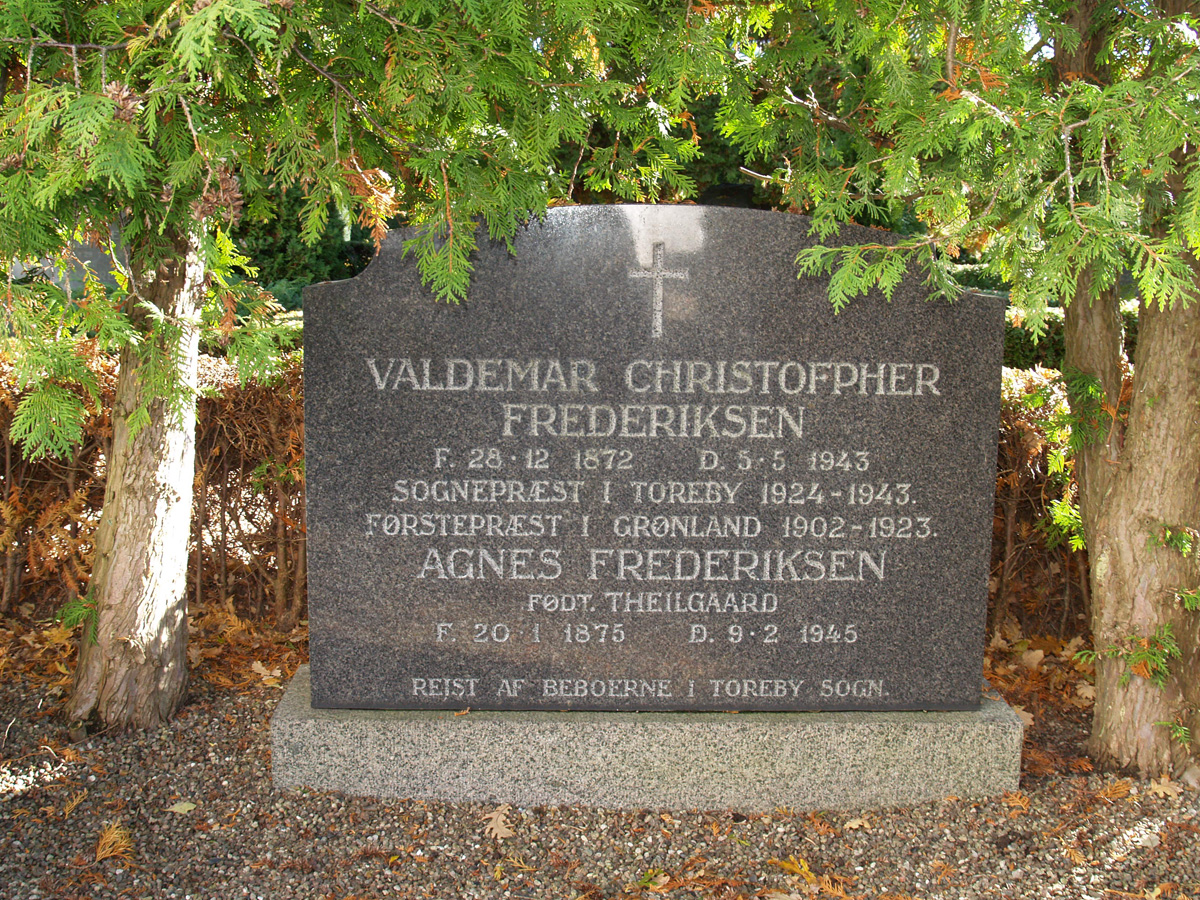 VALDEMAR CHRISTOFPHER
FREDERIKSEN
F. 28·12 1872 D. 5·5 1943
SOGNEPRÆST I TOREBY 1924-1943.
FØRSTEPRÆST I GRØNLAND 1902-1923.
AGNES FREDERIKSEN
FØDT. THEILGAARD
F. 20·1 1875 D. 9·2 1945
REJST AF BEBOERNE I TOREBY SOGN.